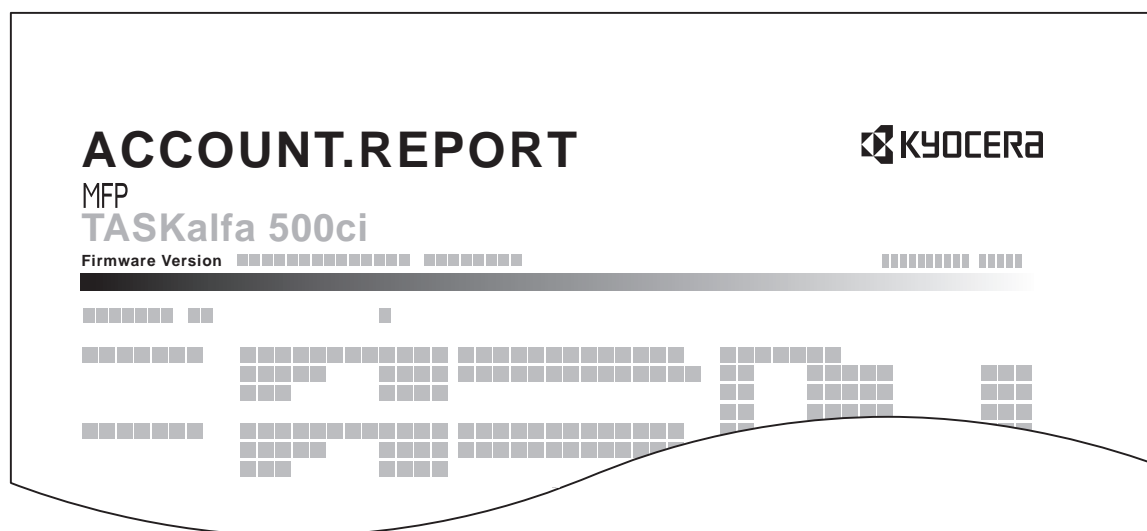 ACCOUNT.REPORT
KYOCERA
MFP
TASKalfa 500ci
Firmware Version